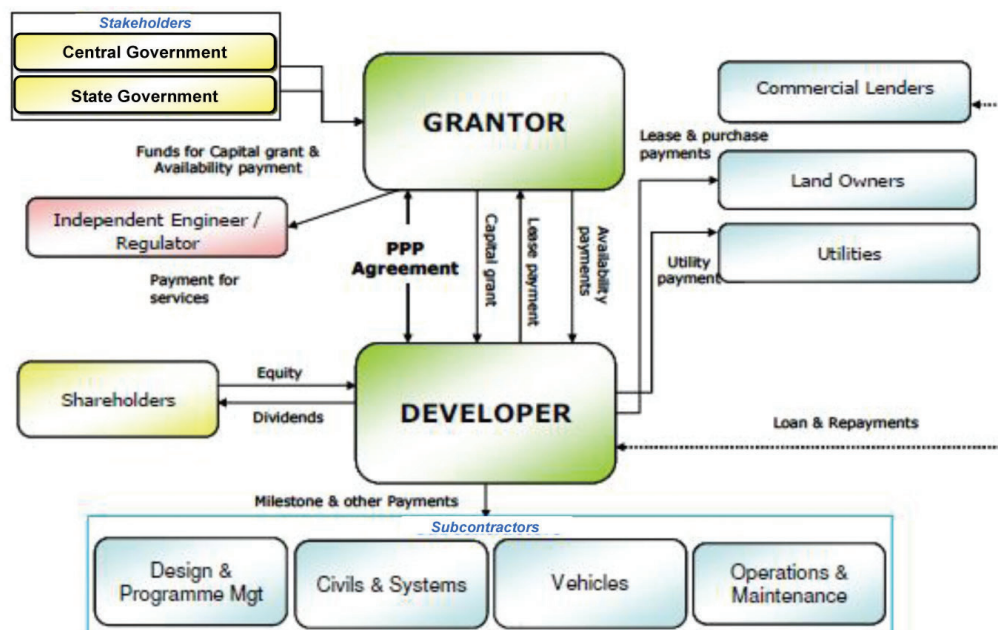 Stakeholders
Central Government
State Government
GRANTOR
Commercial Lenders
Funds for Capital grant &
Availability payment
Lease & purchase
payments
Land Owners
Independent Engineer /
Regulator
PPP
Agreement
Capital grant
Lease payment
Availability
payments
Utilities
Utility
payment
Payment for
services
Shareholders
Equity
Dividends
DEVELOPER
Loan & Repayments
Milestone & other Payments
Subcontractors
Design &
Programme Mgt
Civils & Systems
Vehicles
Operations &
Maintenance